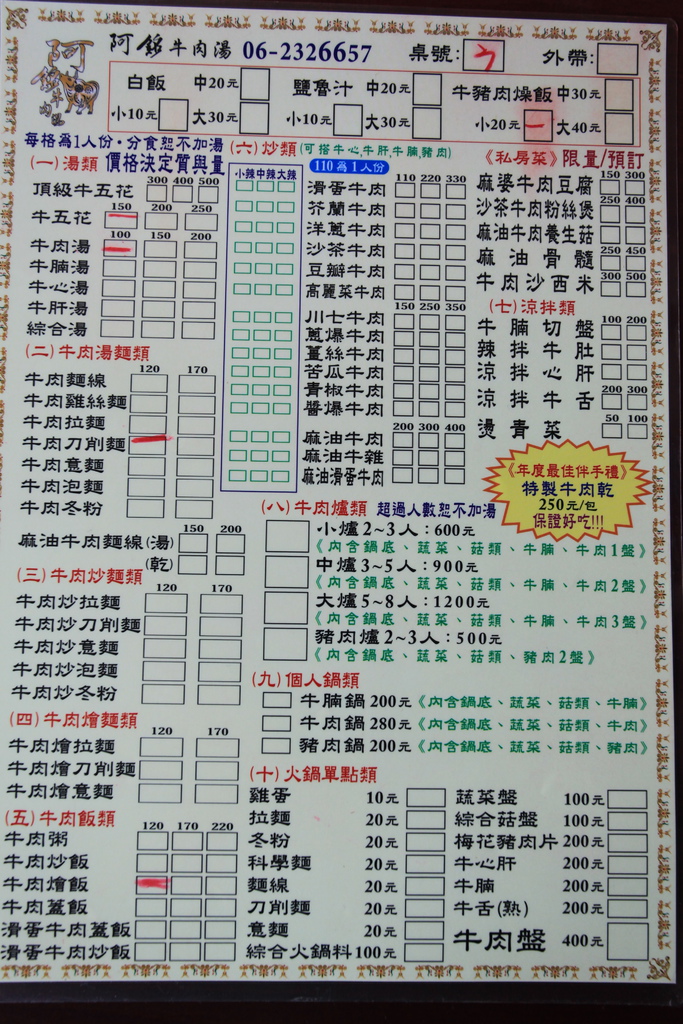 阿銘牛肉湯
阿銘牛肉湯 06-2326657 桌號: 外帶:
白飯 中20元 鹽魯汁 中20元 牛豬肉燥飯 中30元
小10元 大30元 小10元 大30元 小20元 大40元
每格為1人份·分食恕不加湯
(一) 湯類 價格決定質與量
300 400 500
頂級牛五花
150 200 250
牛五花
100 150 200
牛肉湯
牛腩湯
牛心湯
牛肝湯
綜合湯
(二) 牛肉湯麵類
120 170
牛肉麵線
牛肉雞絲麵
牛肉拉麵
牛肉刀削麵
牛肉意麵
牛肉泡麵
牛肉冬粉
150 200
麻油牛肉麵線(湯)
(乾)
(三) 牛肉炒麵類
120 170
牛肉炒拉麵
牛肉炒刀削麵
牛肉炒意麵
牛肉炒泡麵
牛肉炒冬粉
(四) 牛肉燴麵類
120 170
牛肉燴拉麵
牛肉燴刀削麵
牛肉燴意麵
(五) 牛肉飯類
120 170 220
牛肉粥
牛肉炒飯
牛肉燴飯
牛肉蓋飯
滑蛋牛肉蓋飯
滑蛋牛肉炒飯
(六) 炒類 (可搭牛心,牛肝,牛腩,豬肉)
110為1人份
小辣 中辣 大辣
110 220 330
滑蛋牛肉
芥蘭牛肉
洋蔥牛肉
沙茶牛肉
豆瓣牛肉
高麗菜牛肉
150 250 350
川七牛肉
蔥爆牛肉
薑絲牛肉
苦瓜牛肉
青椒牛肉
醬爆牛肉
200 300 400
麻油牛肉
麻油牛雜
麻油滑蛋牛肉
《私房菜》限量/預訂
150 300
麻婆牛肉豆腐
250 400
沙茶牛肉粉絲煲
麻油牛肉養生菇
250 450
麻油骨髓
300 500
牛肉沙西米
(七) 涼拌類
100 200
牛腩切盤
辣拌牛肚
涼拌心肝
200 300
涼拌牛舌
50 100
燙青菜
《年度最佳伴手禮》
特製牛肉乾
250元/包
保證好吃!!!
(八) 牛肉爐類 超過人數恕不加湯
小爐2~3人:600元
《內含鍋底、蔬菜、菇類、牛腩、牛肉1盤》
中爐3~5人:900元
《內含鍋底、蔬菜、菇類、牛腩、牛肉2盤》
大爐5~8人:1200元
《內含鍋底、蔬菜、菇類、牛腩、牛肉3盤》
豬肉爐2~3人:500元
《內含鍋底、蔬菜、菇類、豬肉2盤》
(九) 個人鍋類
牛腩鍋 200元《內含鍋底、蔬菜、菇類、牛腩》
牛肉鍋 280元《內含鍋底、蔬菜、菇類、牛肉》
豬肉鍋 200元《內含鍋底、蔬菜、菇類、豬肉》
(十) 火鍋單點類
雞蛋 10元
拉麵 20元
冬粉 20元
科學麵 20元
麵線 20元
刀削麵 20元
意麵 20元
綜合火鍋料 100元
蔬菜盤 100元
綜合菇盤 100元
梅花豬肉片 200元
牛心肝 200元
牛腩 200元
牛舌(熟) 200元
牛肉盤 400元